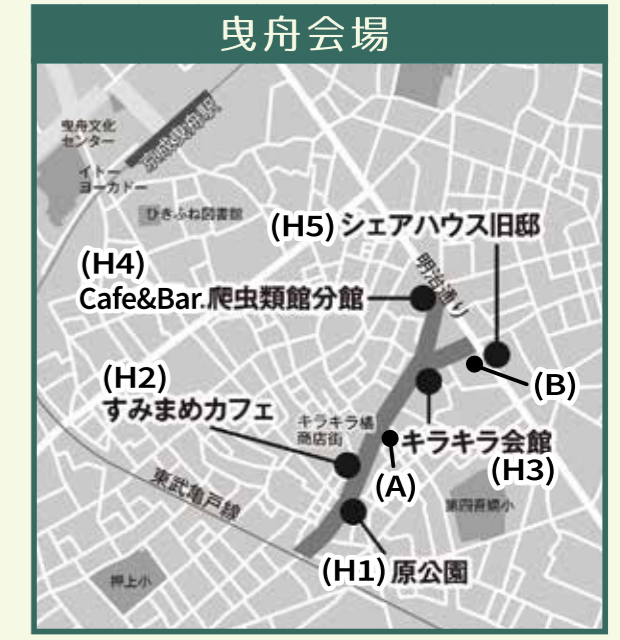 曳舟会場
曳舟文化
センター
京成曳舟駅
イトー
ヨーカドー
ひきふね図書館
(H5) シェアハウス旧邸
明治通り
(H4)
Cafe&Bar 爬虫類館分館
(B)
(H2)
すみまめカフェ
キラキラ橘
商店街
キラキラ会館
(H3)
(A)
東武亀戸線
第四吾嬬小
(H1) 原公園
押上小